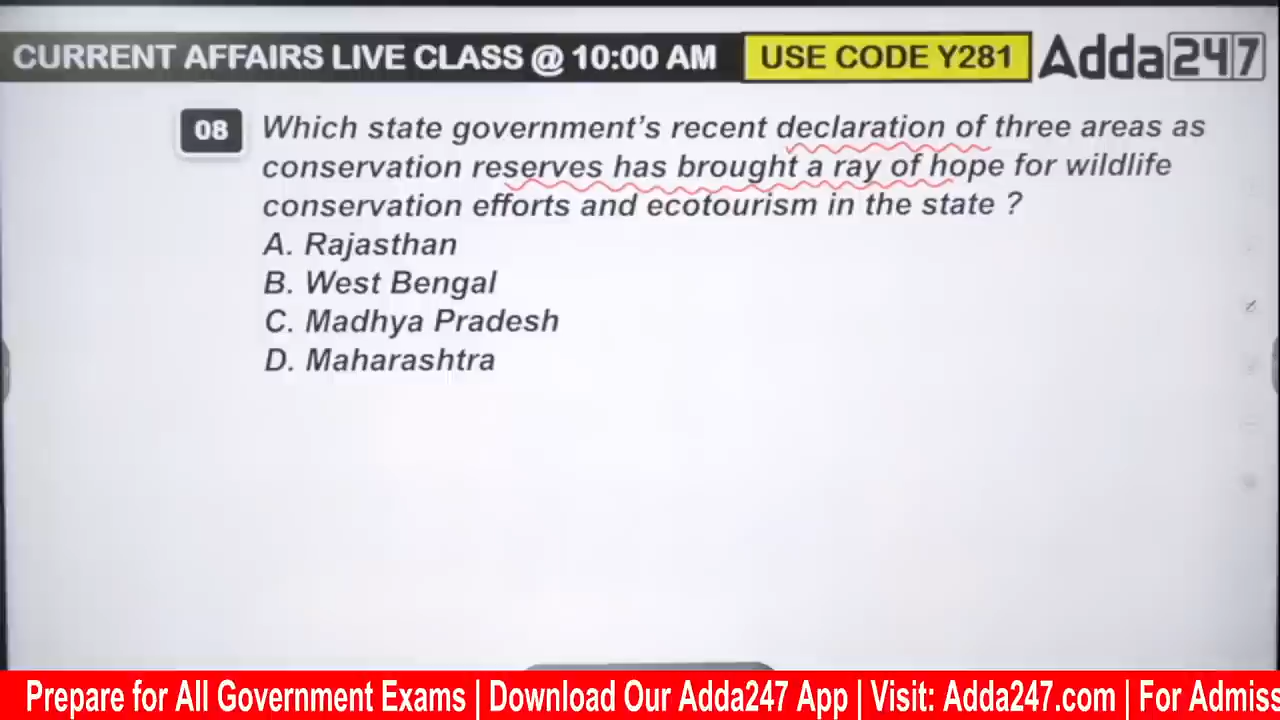 CURRENT AFFAIRS LIVE CLASS @ 10:00 AM
USE CODE Y281
Adda247
08
Which state government's recent declaration of three areas as
conservation reserves has brought a ray of hope for wildlife
conservation efforts and ecotourism in the state ?
A. Rajasthan
B. West Bengal
C. Madhya Pradesh
D. Maharashtra
Prepare for All Government Exams | Download Our Adda247 App | Visit: Adda247.com | For Admiss